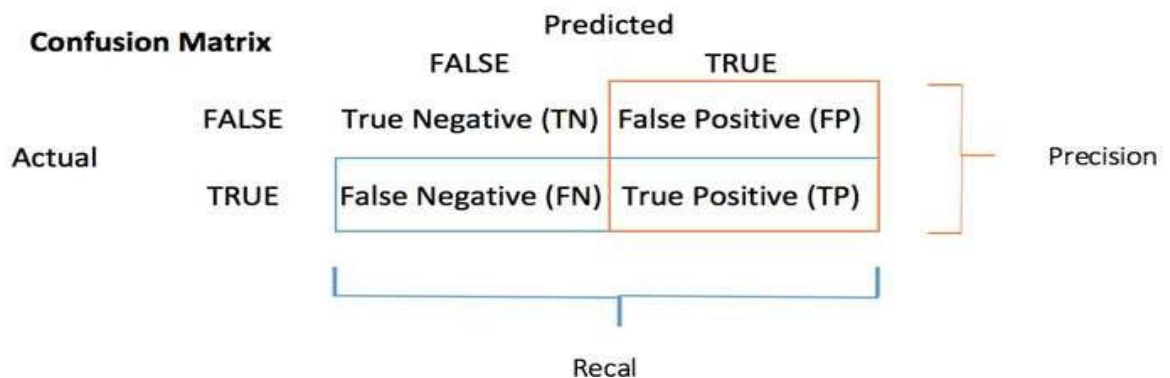 Confusion Matrix
Predicted
FALSE TRUE
FALSE True Negative (TN) False Positive (FP)
Actual
Precision
TRUE False Negative (FN) True Positive (TP)
Recal